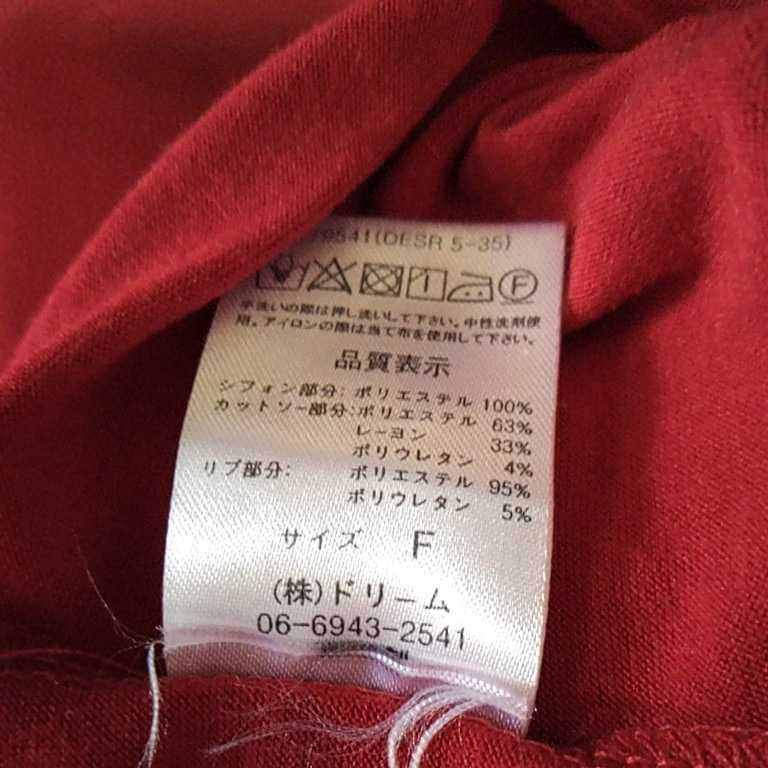 9541(DESR 5-35)
F
手洗いの際は押し洗いして下さい。中性洗剤使
用。アイロンの際は当て布を使用して下さい。
品質表示
シフォン部分: ポリエステル 100%
カットソー部分: ポリエステル 63%
レーヨン 33%
ポリウレタン 4%
リブ部分: ポリエステル 95%
ポリウレタン 5%
サイズ F
(株)ドリーム
06-6943-2541